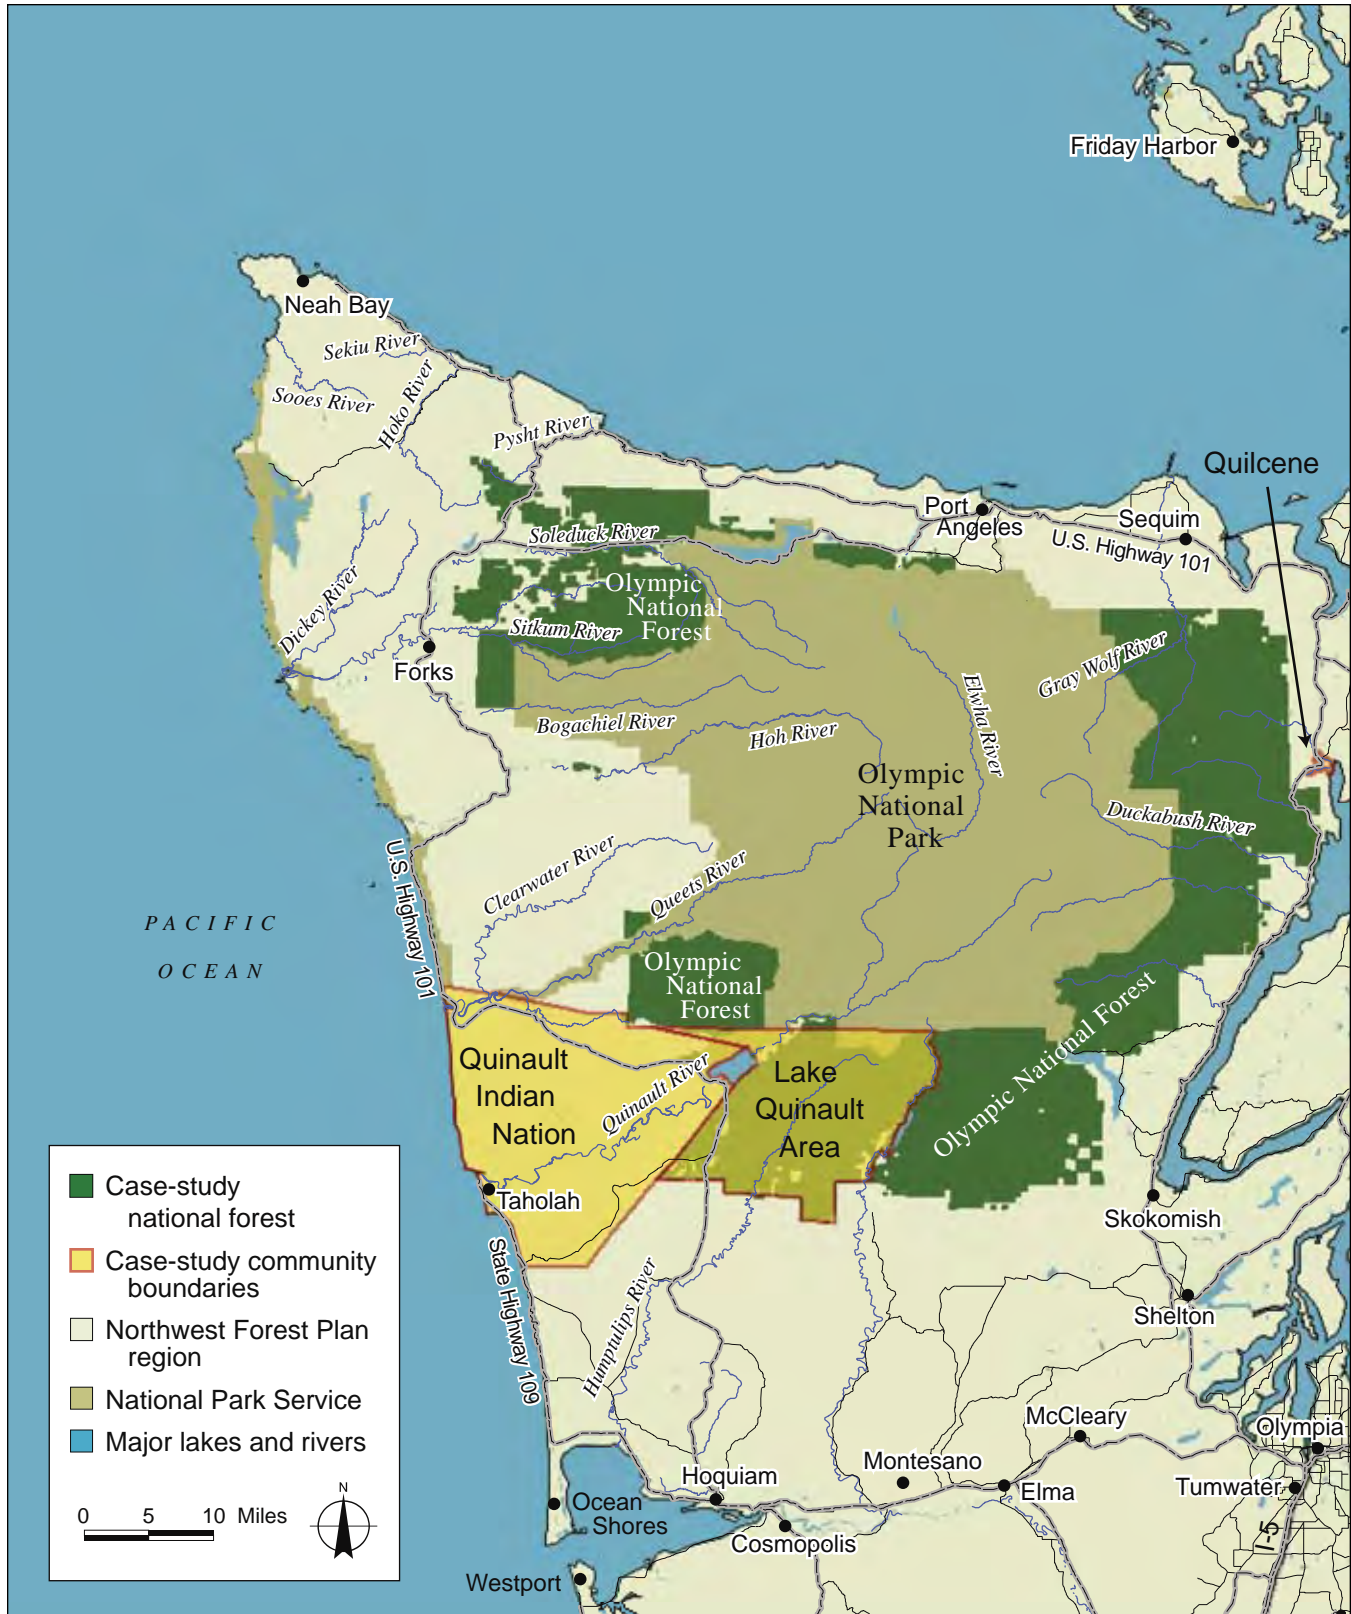 Friday Harbor
Neah Bay
Sekiu River
Sooes River
Hoko River
Pysht River
Quilcene
Port
Angeles
Sequim
U.S. Highway 101
Soleduck River
Olympic
National
Forest
Dickey River
Sitkum River
Forks
Gray Wolf River
Elwha River
Bogachiel River
Hoh River
Olympic
National
Park
Duckabush River
U.S. Highway 101
Clearwater River
Queets River
PACIFIC
OCEAN
Olympic
National
Forest
Olympic National Forest
Quinault
Indian
Nation
Quinault River
Lake
Quinault
Area
Taholah
Skokomish
State Highway 109
Humptulips River
Shelton
McCleary
Olympia
Montesano
Hoquiam
Elma
Tumwater
Ocean
Shores
Cosmopolis
I-5
Westport
Case-study
national forest
Case-study community
boundaries
Northwest Forest Plan
region
National Park Service
Major lakes and rivers
N
0 5 10 Miles